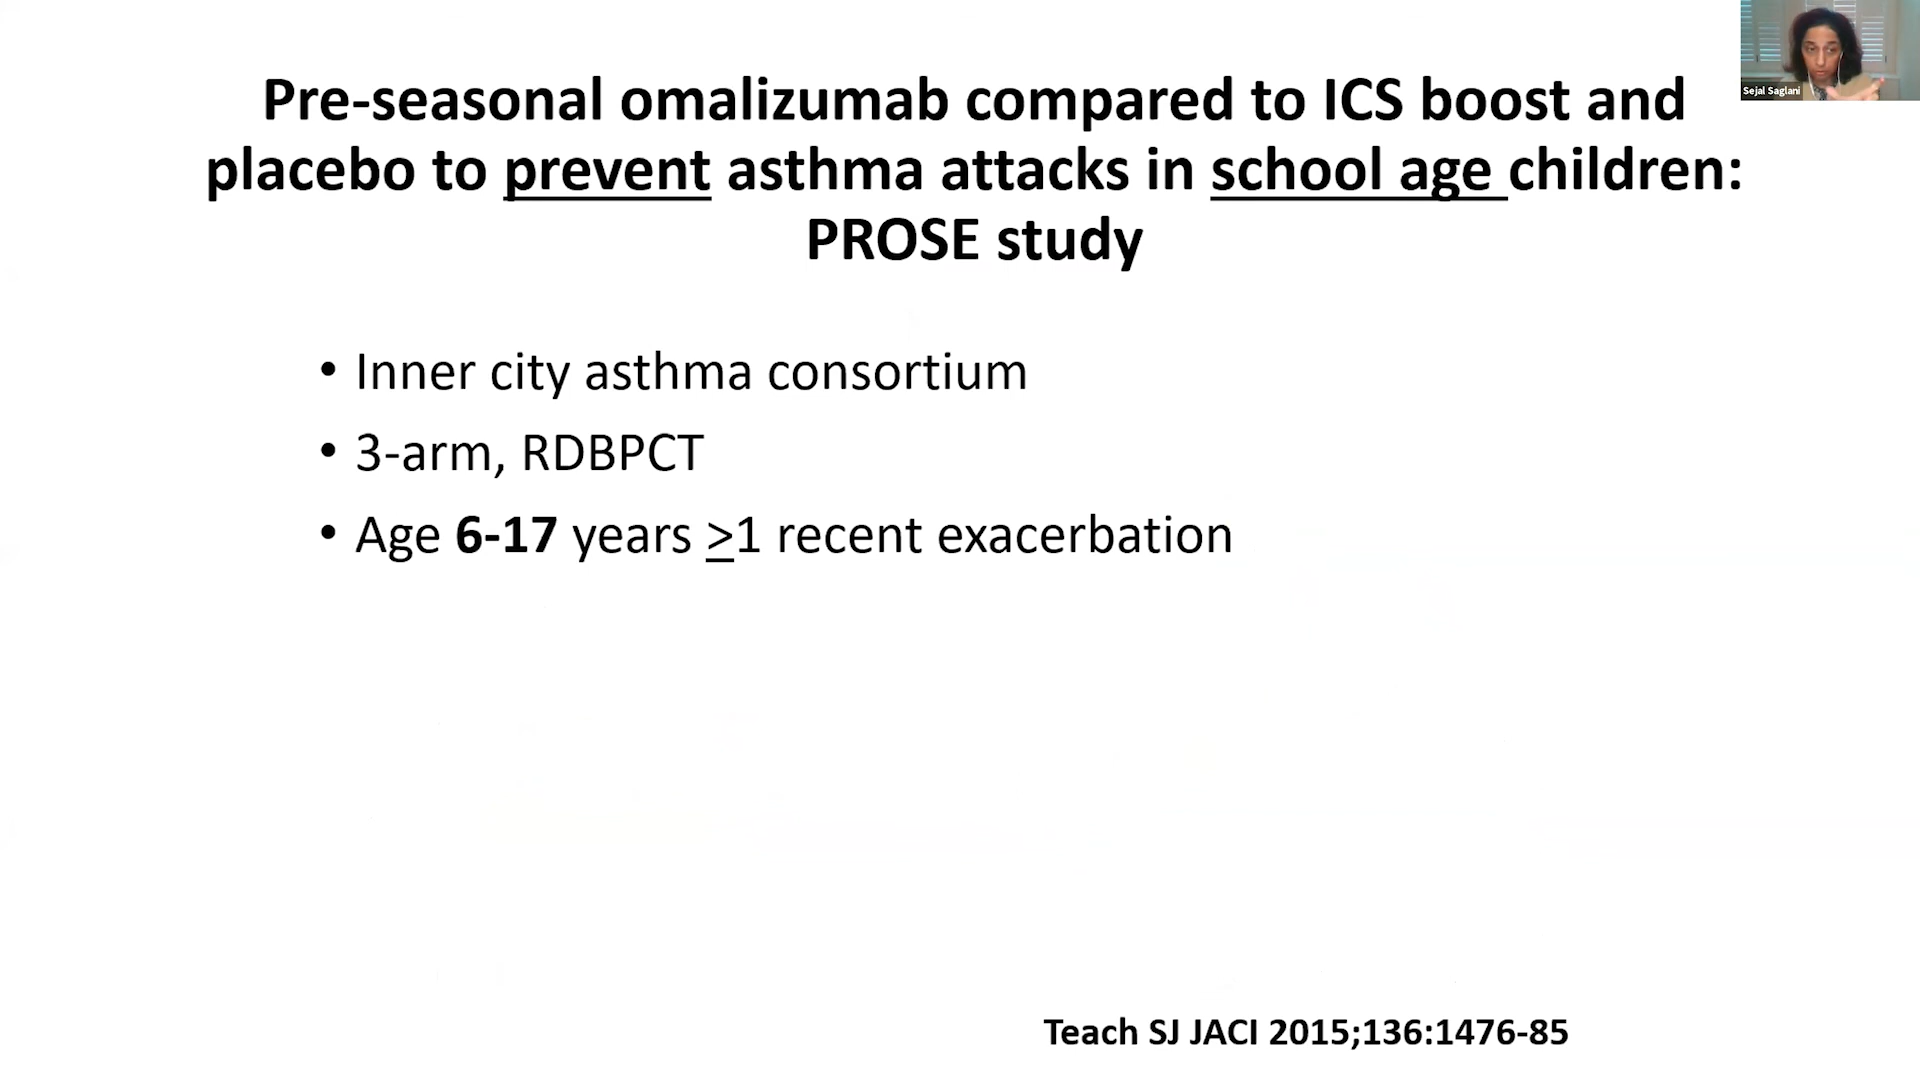 Pre-seasonal omalizumab compared to ICS boost and
placebo to prevent asthma attacks in school age children:
PROSE study
Sejal Saglani
• Inner city asthma consortium
• 3-arm, RDBPCT
• Age 6-17 years >1 recent exacerbation
Teach SJ JACI 2015;136:1476-85